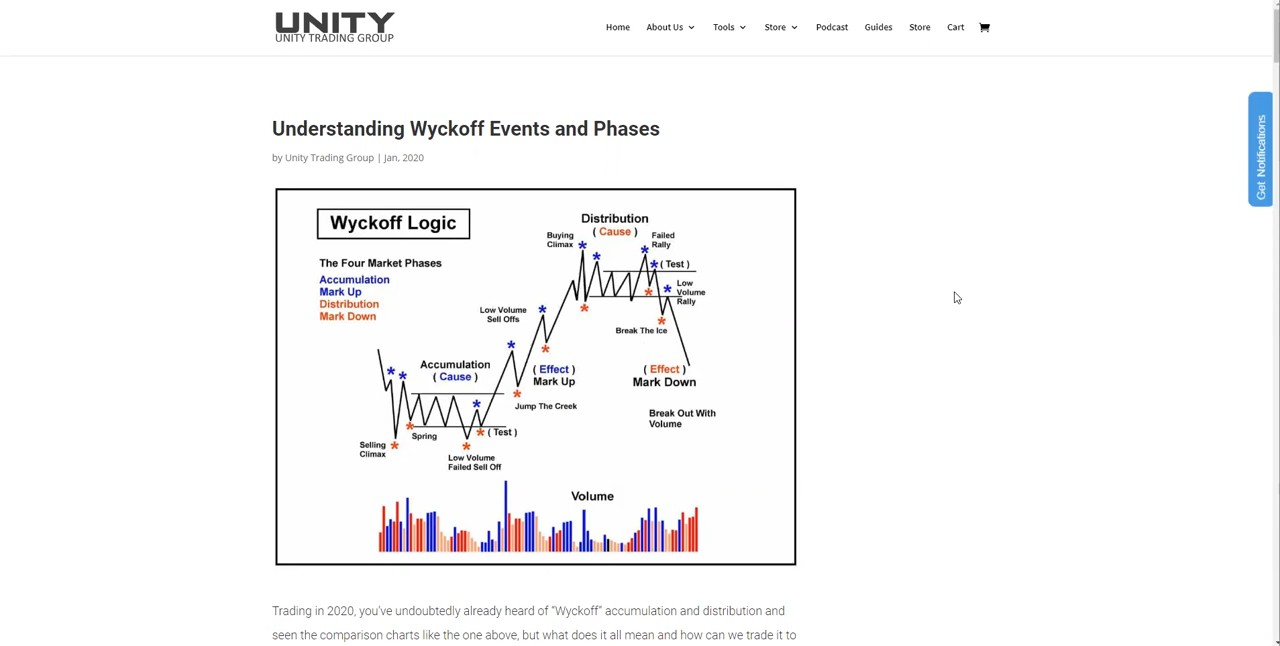 UNITY
UNITY TRADING GROUP
Home
About Us
Tools
Store
Podcast
Guides
Store
Cart
Get Notifications
Understanding Wyckoff Events and Phases
by Unity Trading Group | Jan. 2020
Wyckoff Logic
The Four Market Phases
Accumulation
Mark Up
Distribution
Mark Down
Distribution
( Cause )
Buying
Climax
Failed
Rally
( Test )
Low
Volume
Rally
Break The Ice
Low Volume
Sell Offs
Accumulation
( Cause )
( Effect )
Mark Up
( Effect )
Mark Down
Jump The Creek
Break Out With
Volume
Selling
Climax
Spring
( Test )
Low Volume
Failed Sell Off
Volume
Trading in 2020, you’ve undoubtedly already heard of “Wyckoff” accumulation and distribution and
seen the comparison charts like the one above, but what does it all mean and how can we trade it to